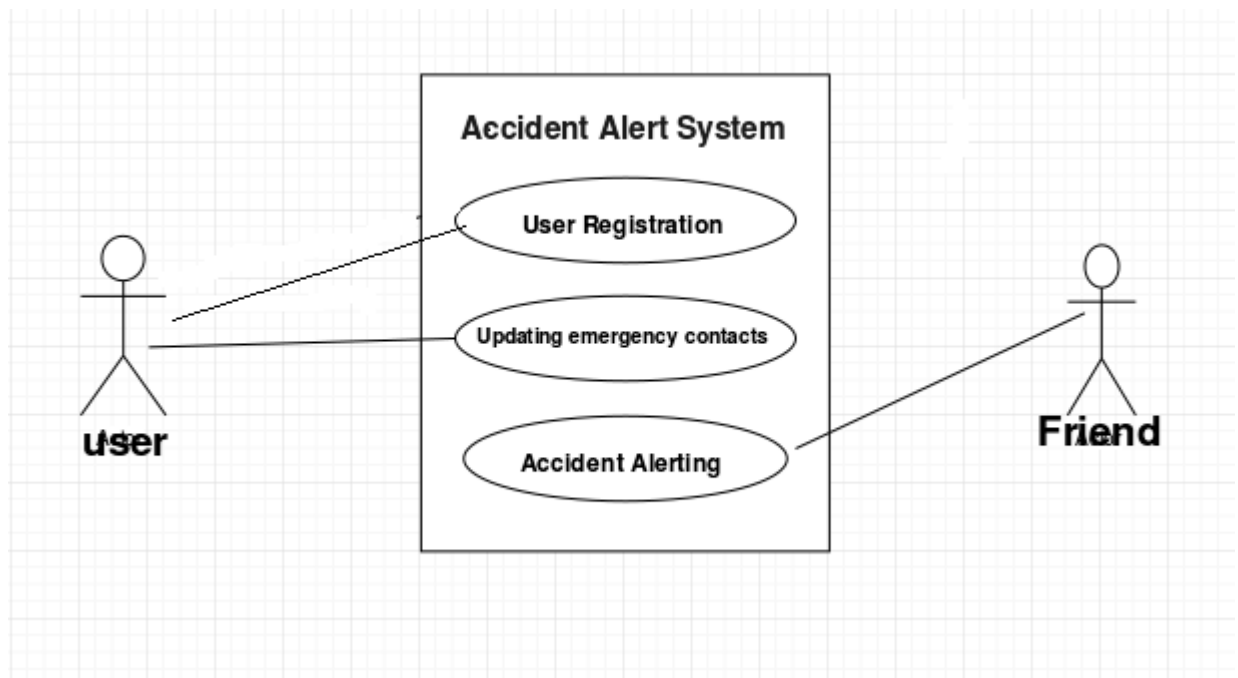 Accident Alert System
User Registration
Updating emergency contacts
Accident Alerting
user
Friend